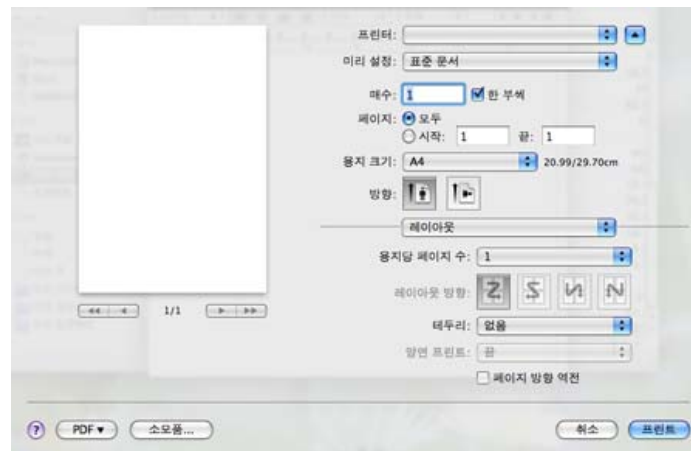 프린터:
미리 설정: 표준 문서
매수: 1 한 부씩
페이지: 모두
시작: 1 끝: 1
용지 크기: A4 20.99/29.70cm
방향:
레이아웃
용지당 페이지 수: 1
레이아웃 방향:
테두리: 없음
양면 프린트: 끔
페이지 방향 역전
1/1
? PDF 소모품... 취소 프린트